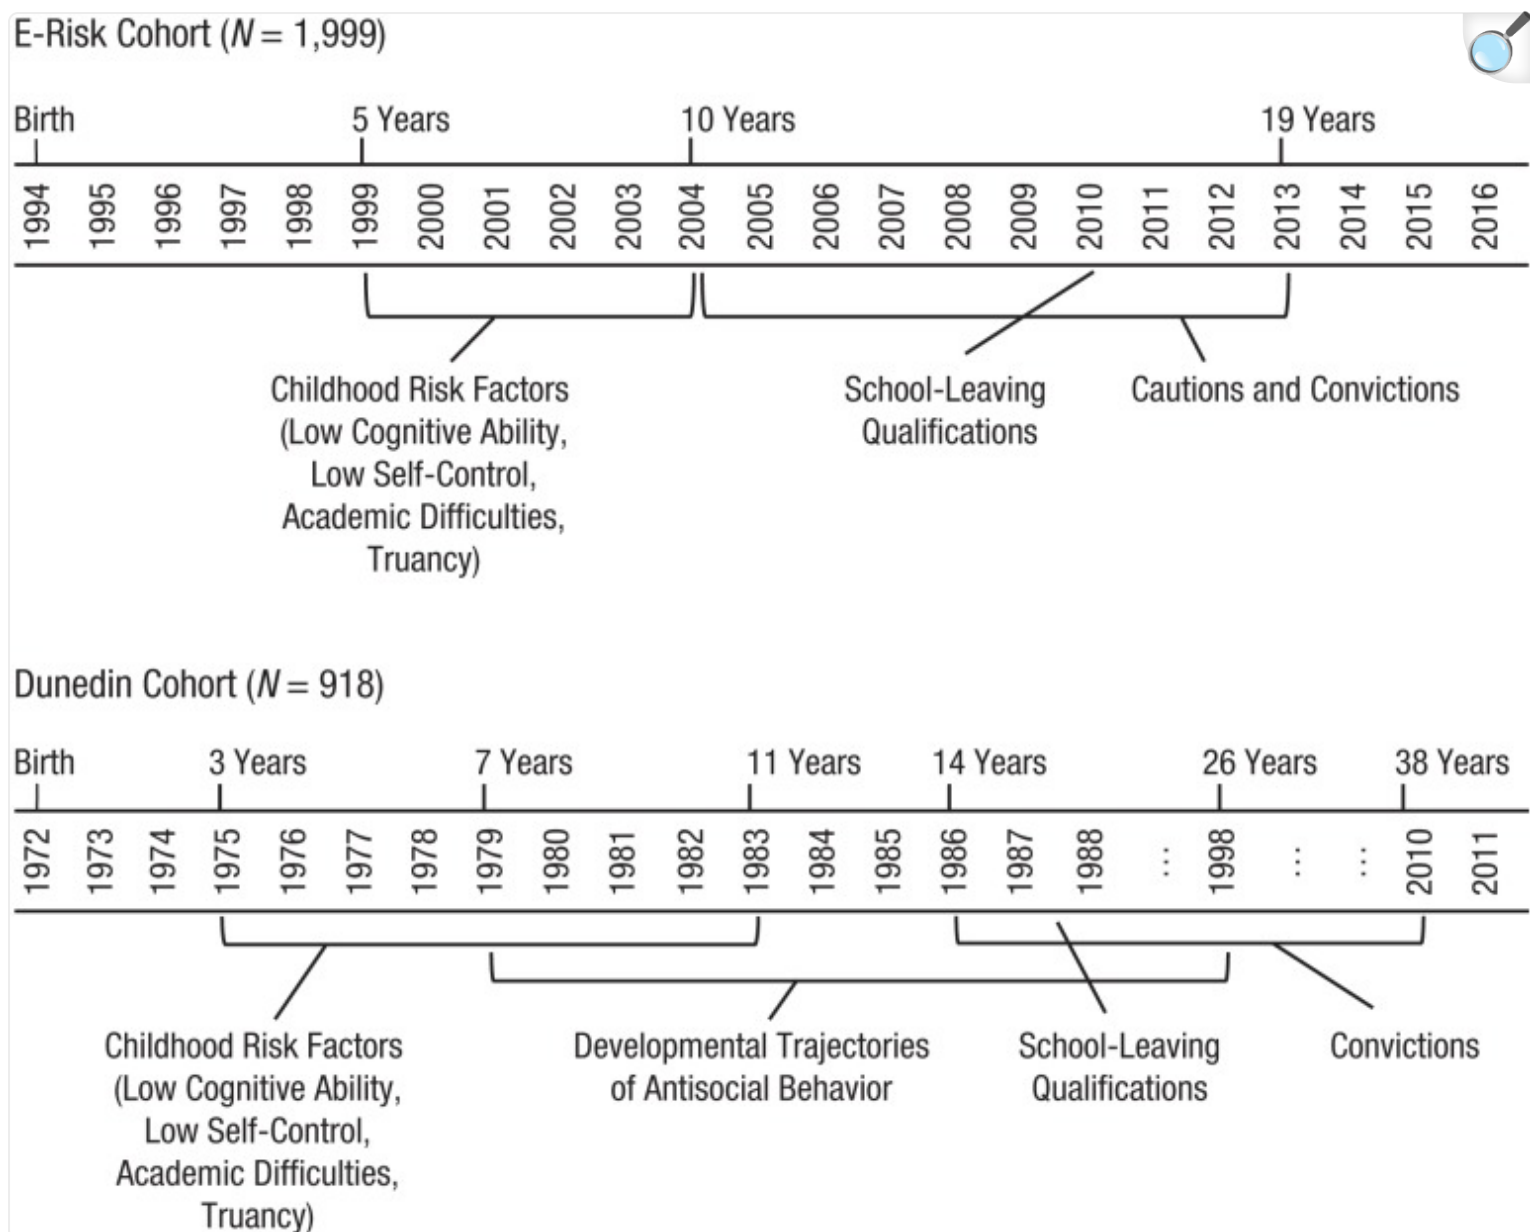 E-Risk Cohort (N = 1,999)
Birth 5 Years 10 Years 19 Years
1994 1995 1996 1997 1998 1999 2000 2001 2002 2003 2004 2005 2006 2007 2008 2009 2010 2011 2012 2013 2014 2015 2016
Childhood Risk Factors
(Low Cognitive Ability,
Low Self-Control,
Academic Difficulties,
Truancy)
School-Leaving
Qualifications
Cautions and Convictions
Dunedin Cohort (N = 918)
Birth 3 Years 7 Years 11 Years 14 Years 26 Years 38 Years
1972 1973 1974 1975 1976 1977 1978 1979 1980 1981 1982 1983 1984 1985 1986 1987 1988 ... 1998 ... ... 2010 2011
Childhood Risk Factors
(Low Cognitive Ability,
Low Self-Control,
Academic Difficulties,
Truancy)
Developmental Trajectories
of Antisocial Behavior
School-Leaving
Qualifications
Convictions